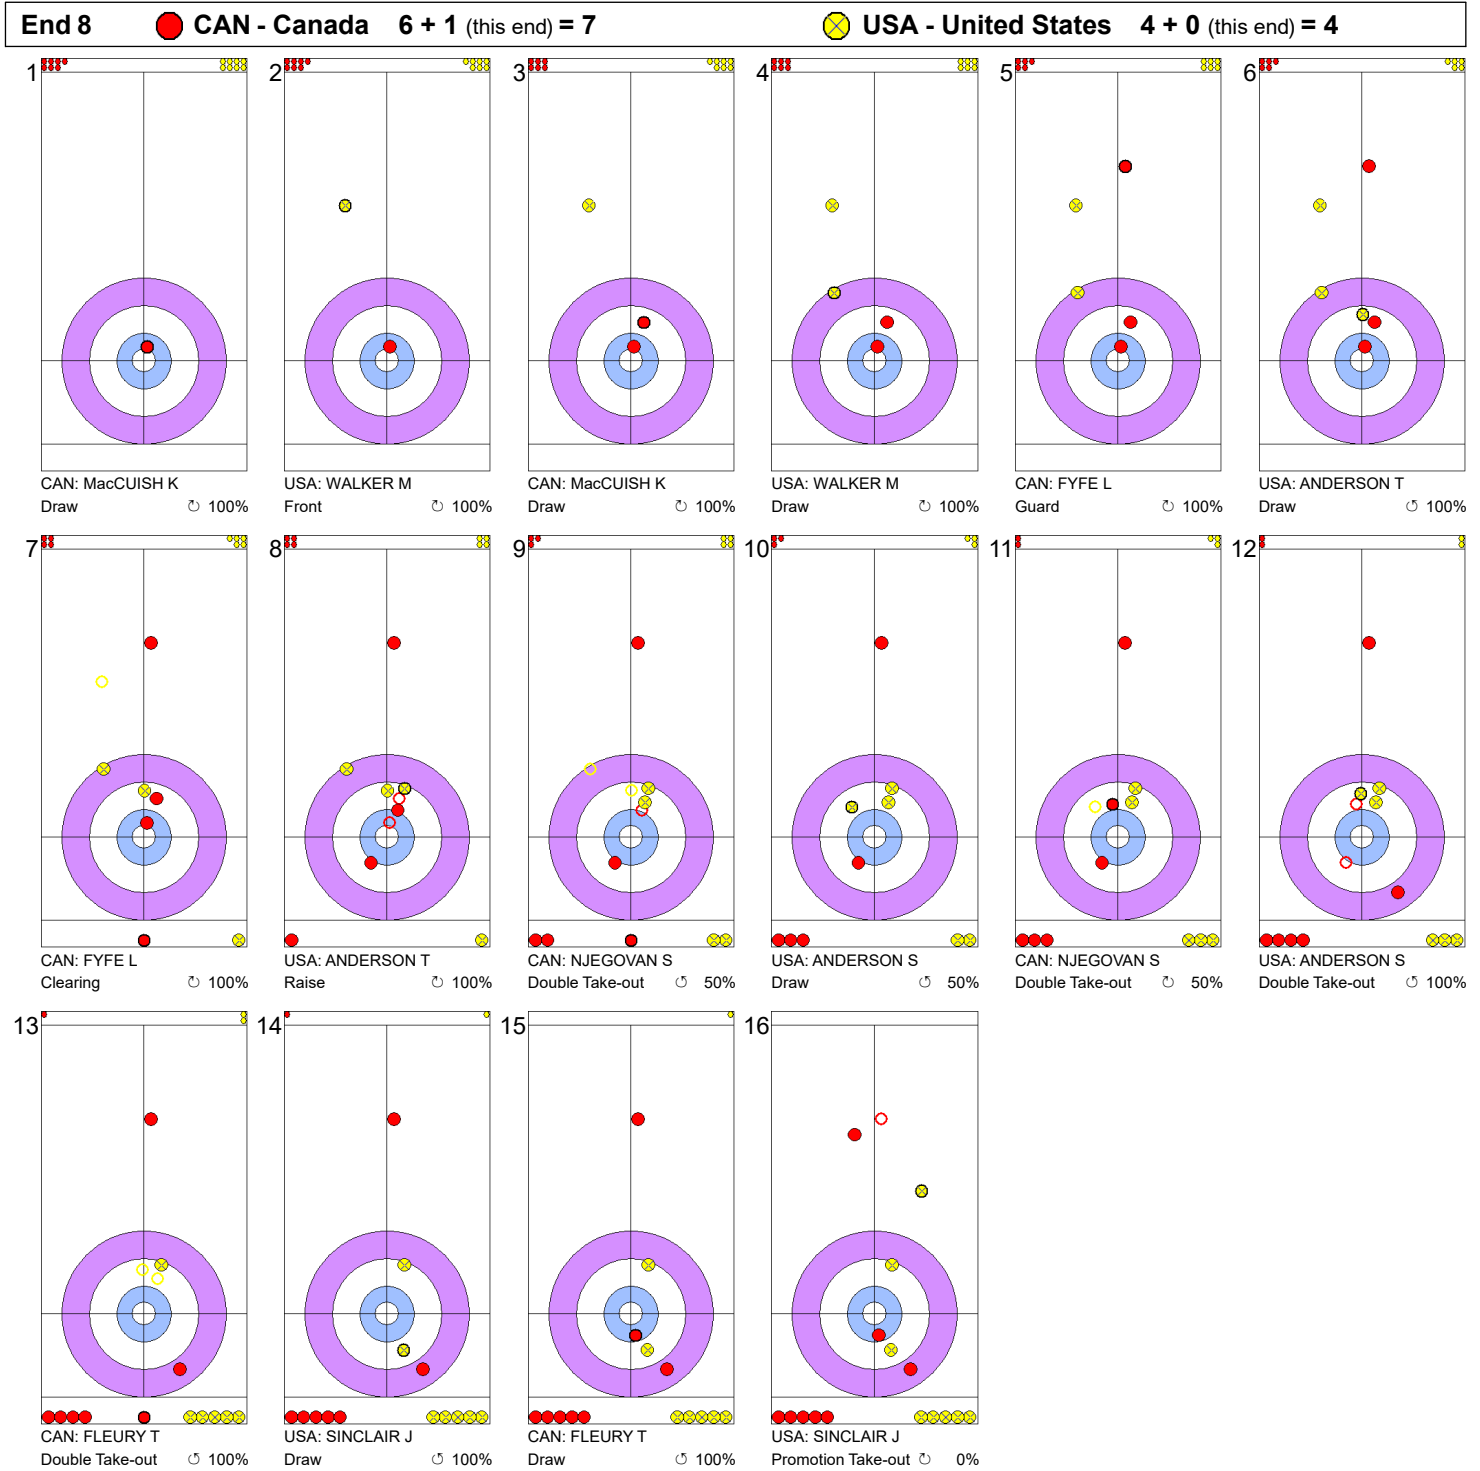 End 8 CAN - Canada 6 + 1 (this end) = 7 USA - United States 4 + 0 (this end) = 4
1 2 3 4 5 6
CAN: MacCUISH K USA: WALKER M CAN: MacCUISH K USA: WALKER M CAN: FYFE L USA: ANDERSON T
Draw ↻ 100% Front ↻ 100% Draw ↻ 100% Draw ↻ 100% Guard ↻ 100% Draw ↻ 100%
7 8 9 10 11 12
CAN: FYFE L USA: ANDERSON T CAN: NJEGOVAN S USA: ANDERSON S CAN: NJEGOVAN S USA: ANDERSON S
Clearing ↻ 100% Raise ↻ 100% Double Take-out ↺ 50% Draw ↺ 50% Double Take-out ↻ 50% Double Take-out ↺ 100%
13 14 15 16
CAN: FLEURY T USA: SINCLAIR J CAN: FLEURY T USA: SINCLAIR J
Double Take-out ↺ 100% Draw ↺ 100% Draw ↺ 100% Promotion Take-out ↻ 0%